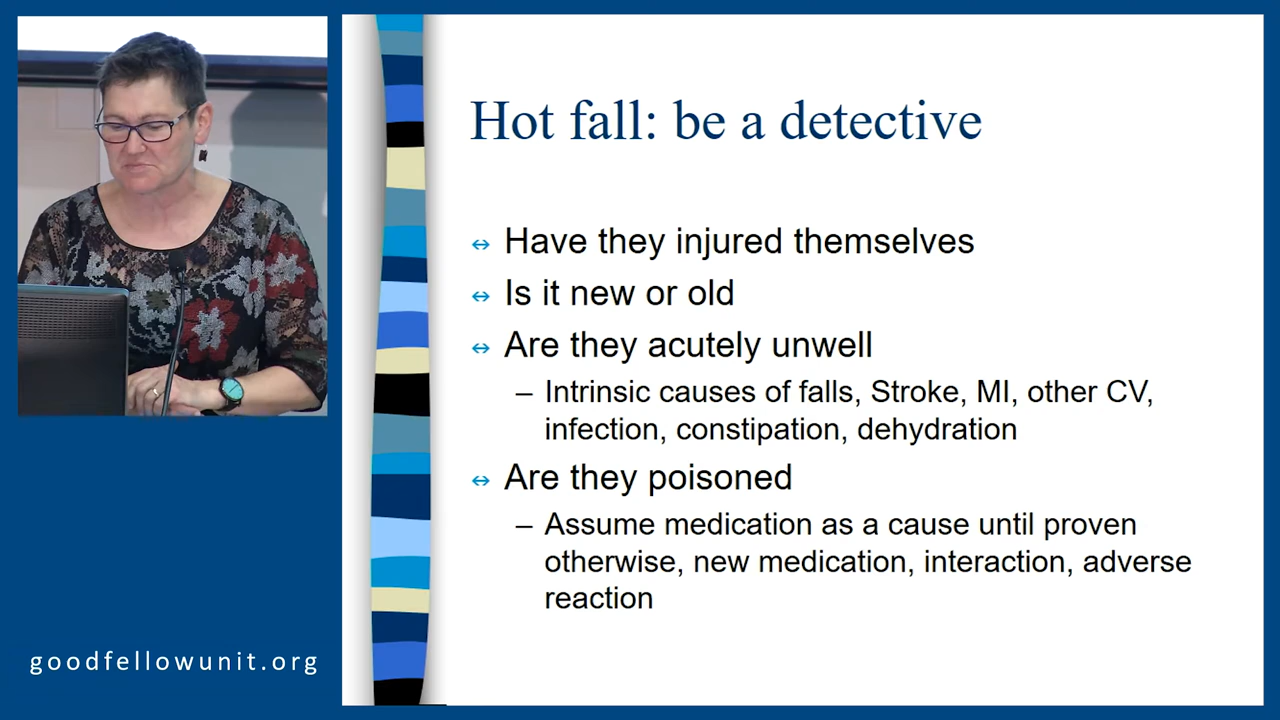 Hot fall: be a detective
↔ Have they injured themselves
↔ Is it new or old
↔ Are they acutely unwell
– Intrinsic causes of falls, Stroke, MI, other CV,
infection, constipation, dehydration
↔ Are they poisoned
– Assume medication as a cause until proven
otherwise, new medication, interaction, adverse
reaction
goodfellowunit.org